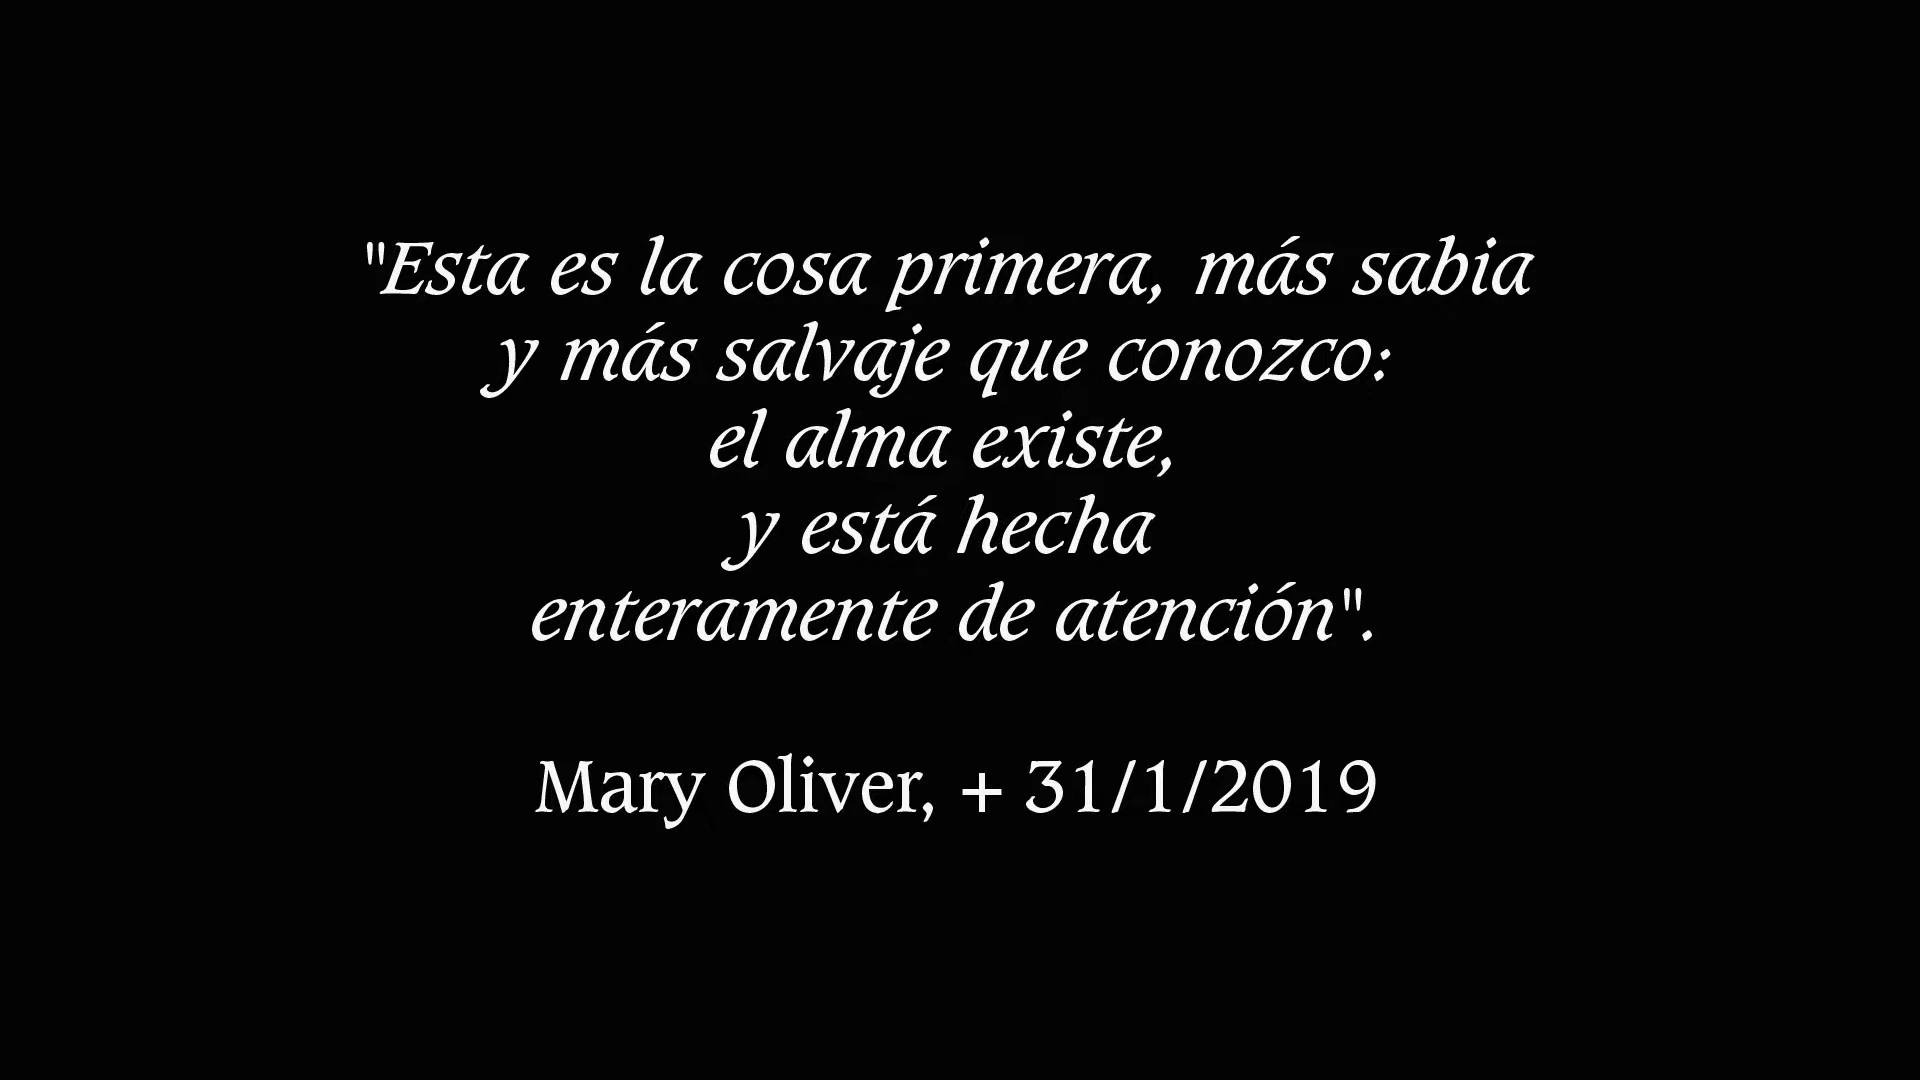 "Esta es la cosa primera, más sabia
y más salvaje que conozco:
el alma existe,
y está hecha
enteramente de atención".
Mary Oliver, + 31/1/2019